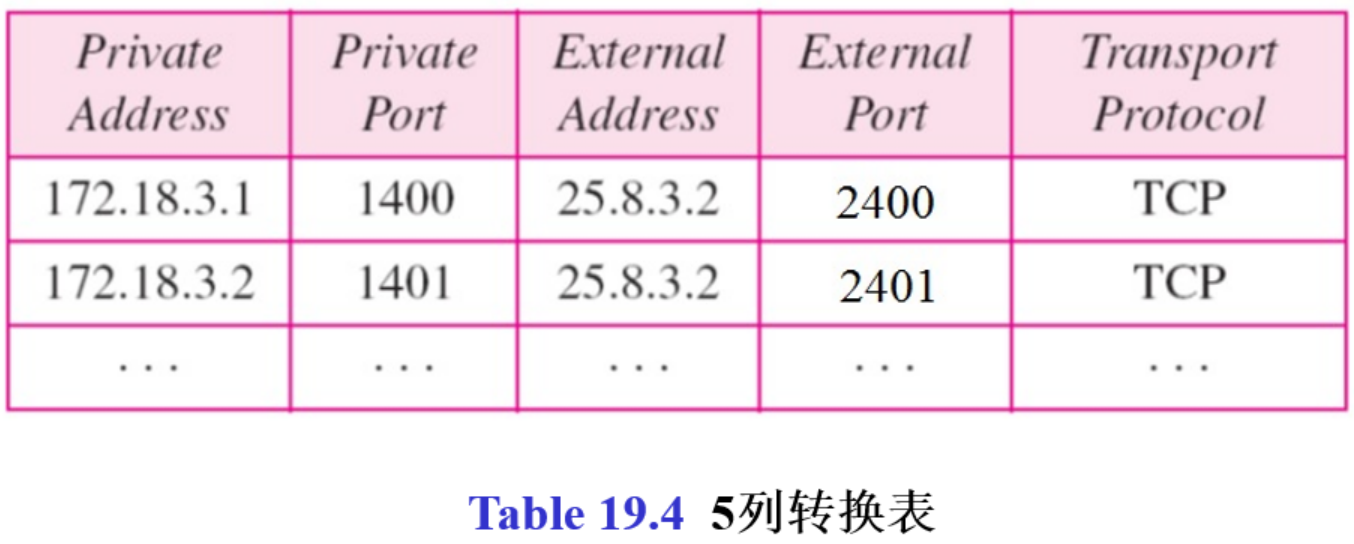 Private Address | Private Port | External Address | External Port | Transport Protocol
172.18.3.1 | 1400 | 25.8.3.2 | 2400 | TCP
172.18.3.2 | 1401 | 25.8.3.2 | 2401 | TCP
... | ... | ... | ... | ...
Table 19.4 5列转换表